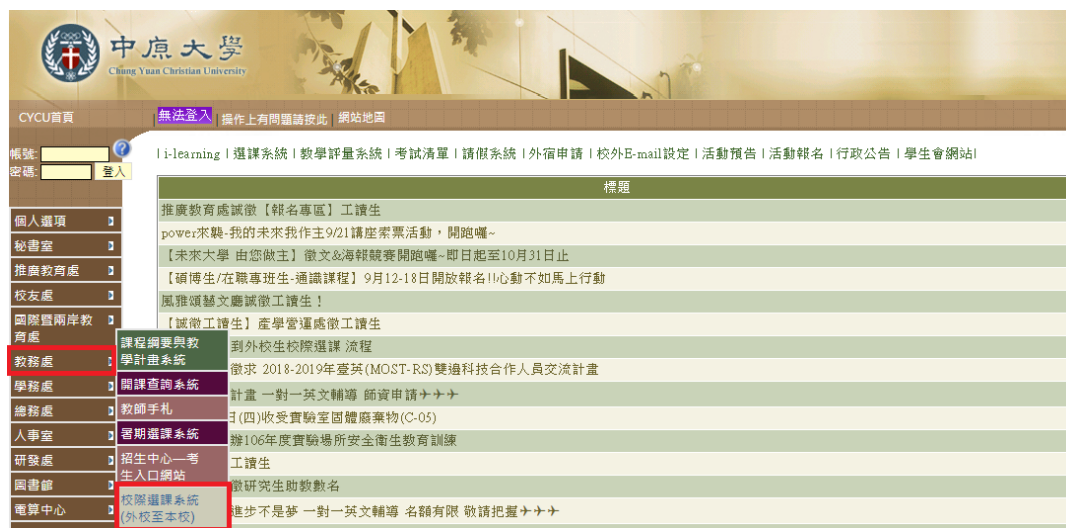 中原大學
Chung Yuan Christian University
CYCU首頁
|無法登入|操作上有問題請按此|網站地圖
帳號:
密碼: 登入
|i-learning|選課系統|教學評量系統|考試清單|請假系統|外宿申請|校外E-mail設定|活動預告|活動報名|行政公告|學生會網站|
標題
推廣教育處誠徵【報名專區】工讀生
power來襲-我的未來我作主9/21講座索票活動，開跑囉~
【未來大學 由您做主】徵文&海報競賽開跑囉~即日起至10月31日止
【碩博生/在職專班生-通識課程】9月12-18日開放報名!!心動不如馬上行動
風雅頌藝文廳誠徵工讀生！
【誠徵工讀生】產學營運處徵工讀生
到外校生校際選課 流程
徵求 2018-2019年臺英(MOST-RS)雙邊科技合作人員交流計畫
計畫 一對一英文輔導 師資申請✈✈✈
日(四)收受實驗室固體廢棄物(C-05)
辦106年度實驗場所安全衛生教育訓練
工讀生
徵研究生助教數名
進步不是夢 一對一英文輔導 名額有限 敬請把握✈✈✈
個人選項
秘書室
推廣教育處
校友處
國際暨兩岸教
育處
教務處
學務處
總務處
人事室
研發處
圖書館
電算中心
課程綱要與教
學計畫系統
開課查詢系統
教師手札
暑期選課系統
招生中心—考
生入口網站
校際選課系統
(外校至本校)